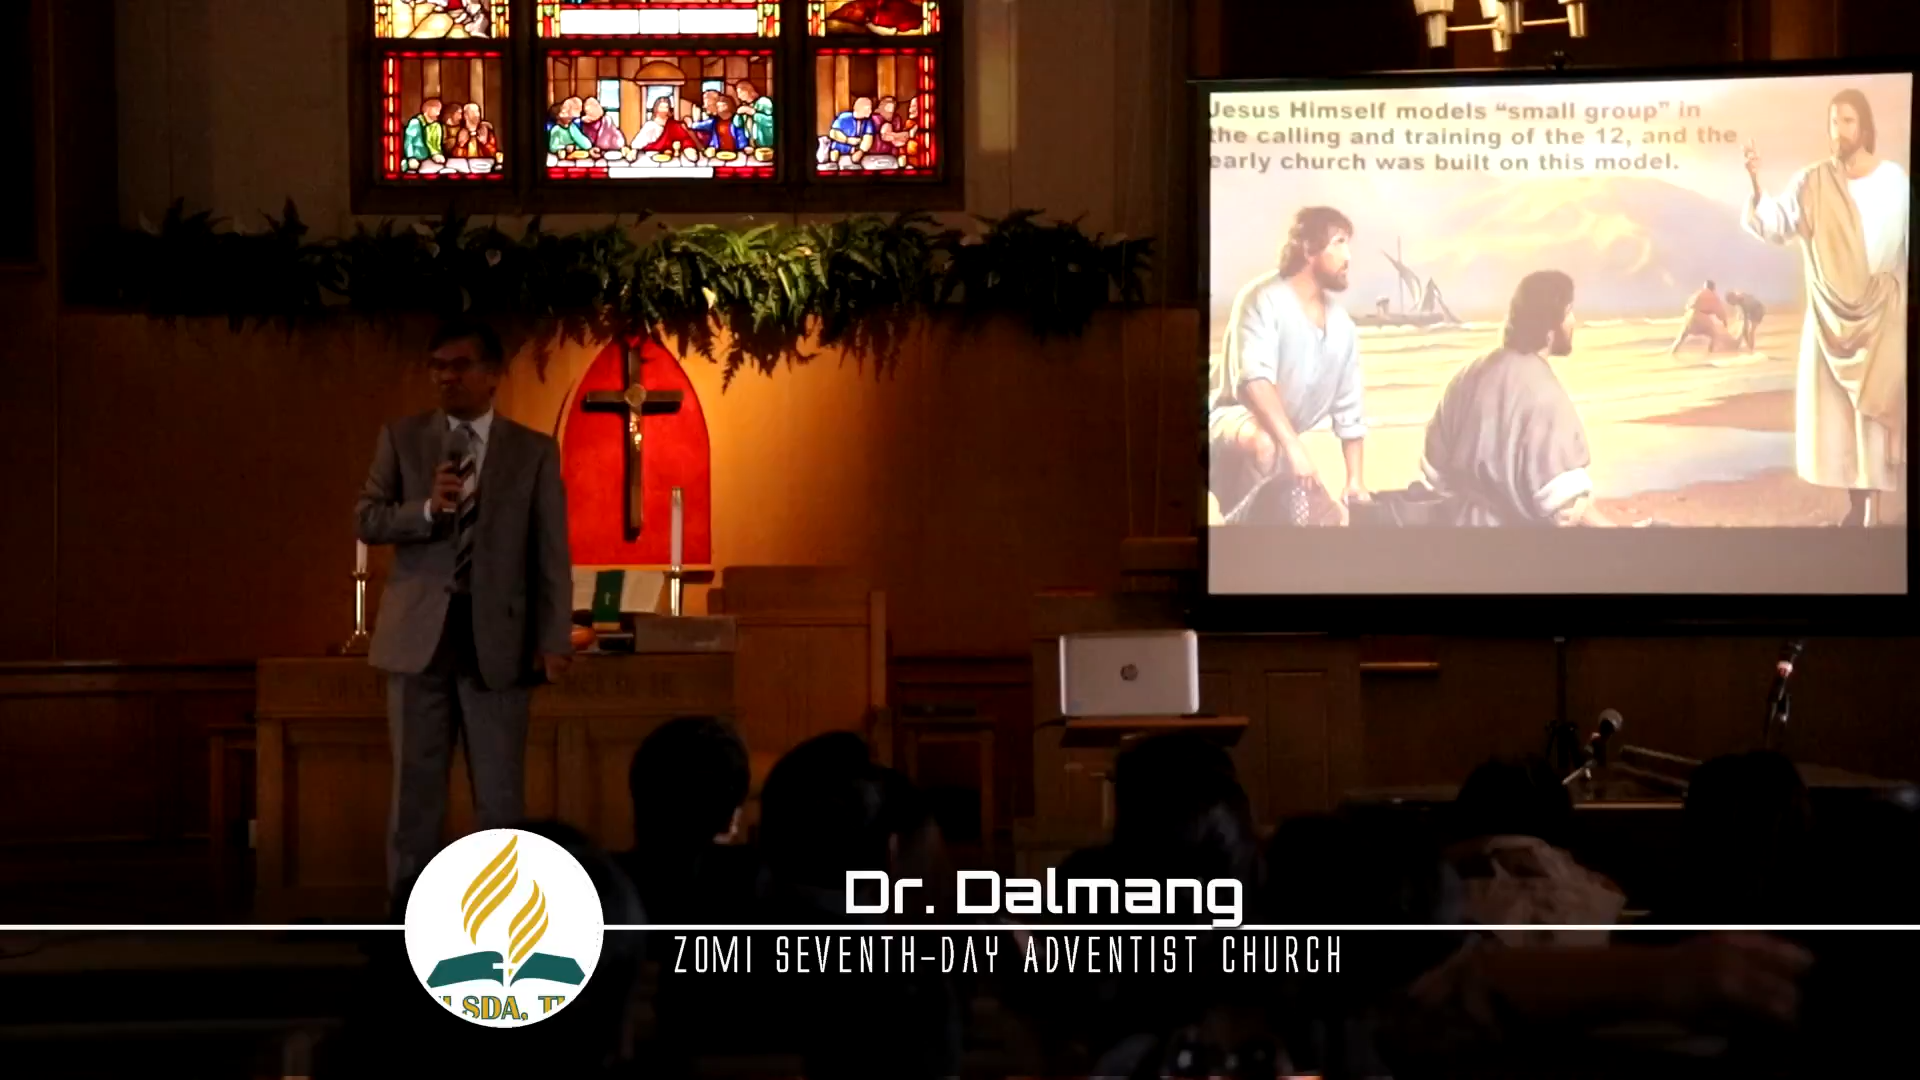 Jesus Himself models “small group” in
the calling and training of the 12, and the
early church was built on this model.
Dr. Dalmang
ZOMI SEVENTH-DAY ADVENTIST CHURCH
SDA,